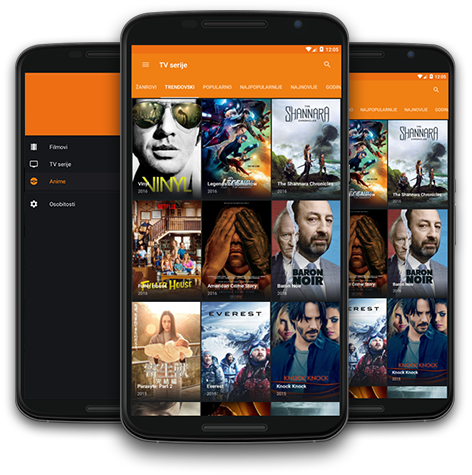 Filmovi
TV serije
Anime
Osobitosti
12:05
TV serije
ŽANROVI TRENDOVSKI POPULARNO NAJPOPULARNIJE NAJNOVIJE GODIN
VINYL
Vinyl
2016
Legends of Tomorrow
2016
THE
SHANNARA
CHRONICLES
The Shannara Chronicles
2016
HOUSE
Fuller House
2016
American Crime Story
2016
BARON
NOIR
Baron Noir
2016
Parasyte: Part 2
2015
EVEREST
Everest
2015
KNOCK KNOCK
Knock Knock
2015
12:05
NAJPOPULARNIJE NAJNOVIJE GODINA
SHANNARA
The Shannara Chronicles
2016
BARON
NOIR
Baron Noir
2016
KNOCK KNOCK
Knock Knock
2015